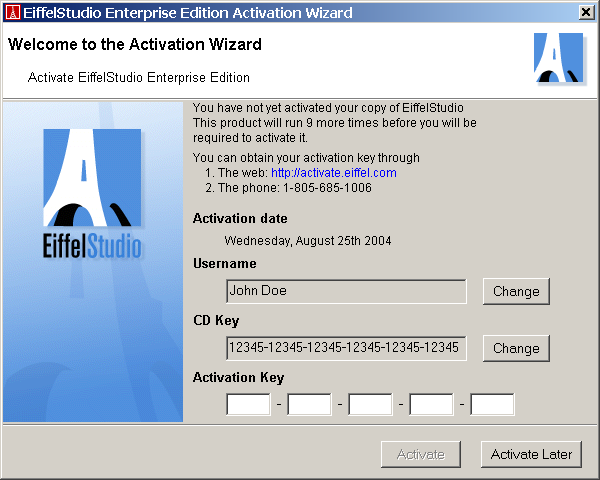 EiffelStudio Enterprise Edition Activation Wizard
Welcome to the Activation Wizard
Activate EiffelStudio Enterprise Edition
You have not yet activated your copy of EiffelStudio
This product will run 9 more times before you will be
required to activate it.
You can obtain your activation key through
1. The web: http://activate.eiffel.com
2. The phone: 1-805-685-1006
EiffelStudio
Activation date
Wednesday, August 25th 2004
Username
John Doe
Change
CD Key
12345-12345-12345-12345-12345-12345
Change
Activation Key
- - - -
Activate
Activate Later